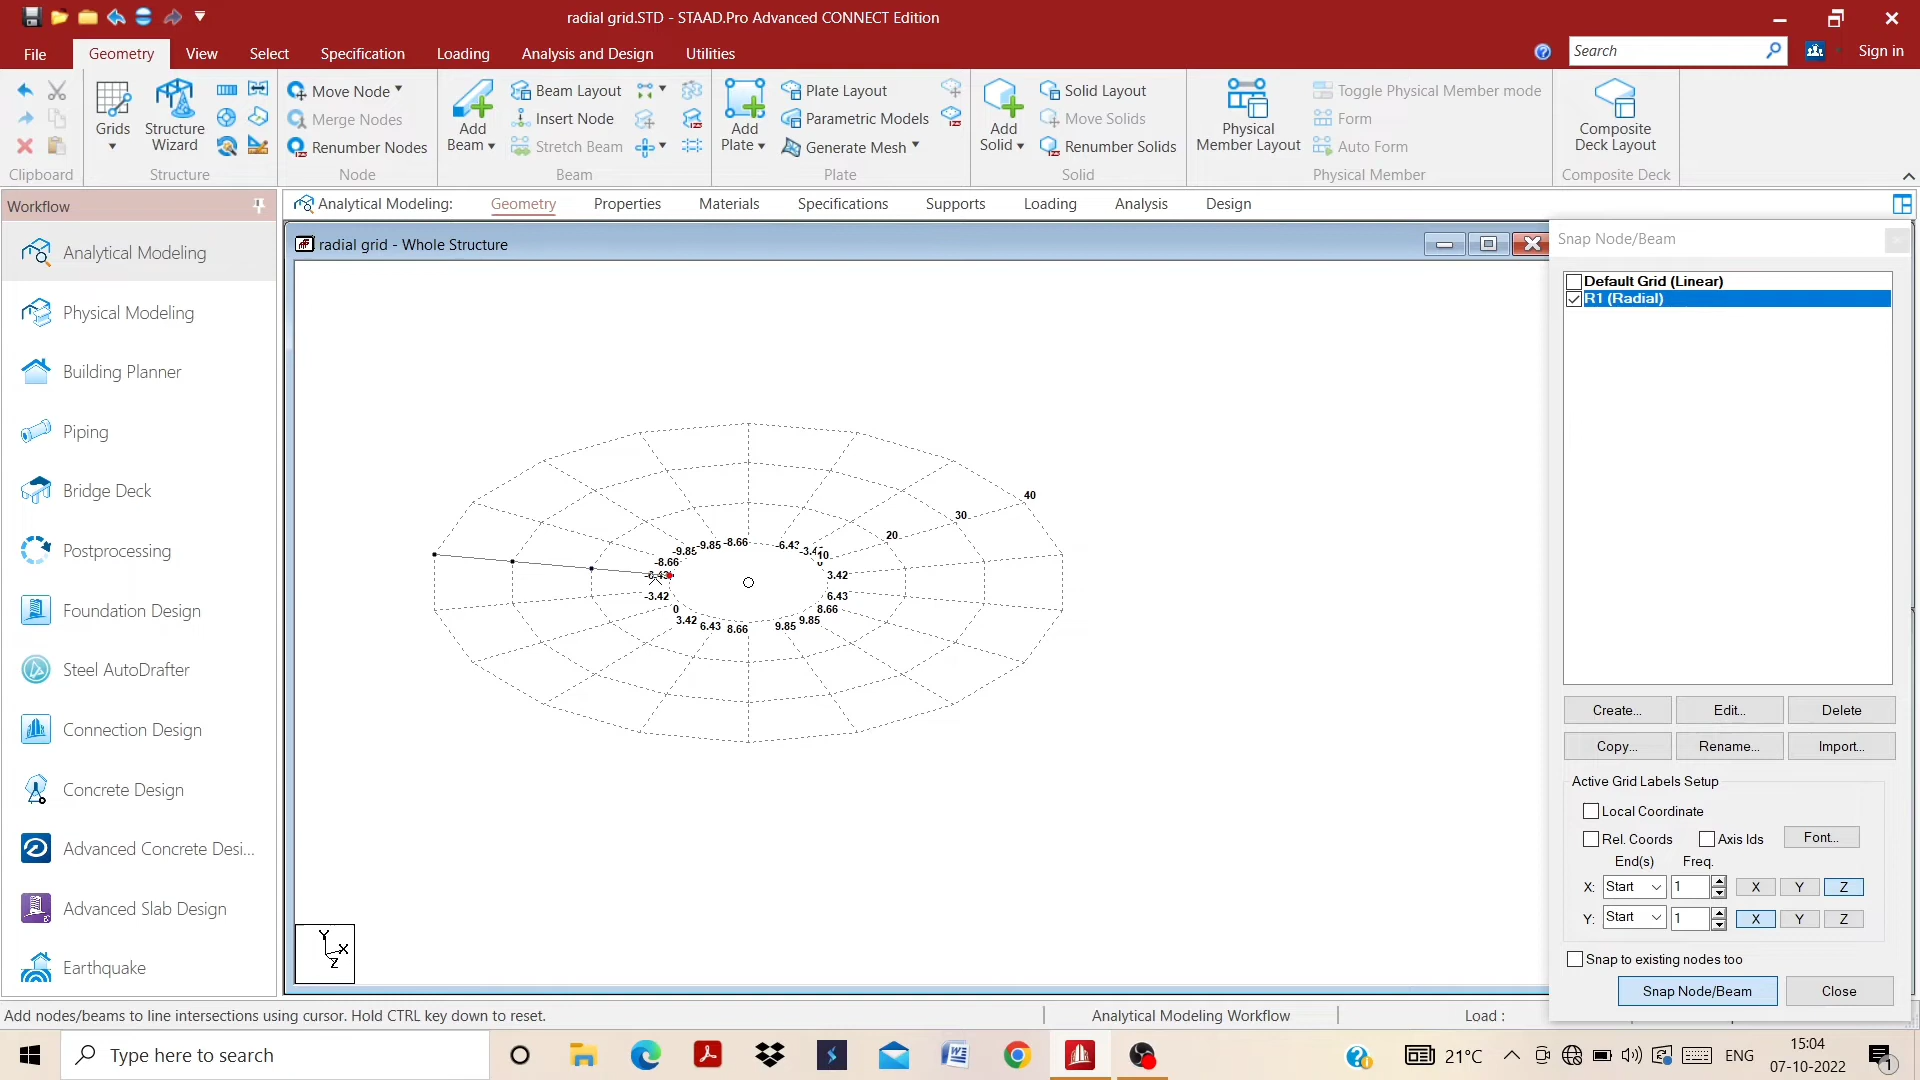 radial grid.STD - STAAD.Pro Advanced CONNECT Edition
File
Geometry
View
Select
Specification
Loading
Analysis and Design
Utilities
Search
Sign in
Grids
Structure
Wizard
Move Node
Merge Nodes
Renumber Nodes
Add
Beam
Beam Layout
Insert Node
Stretch Beam
Add
Plate
Plate Layout
Parametric Models
Generate Mesh
Add
Solid
Solid Layout
Move Solids
Renumber Solids
Physical
Member Layout
Toggle Physical Member mode
Form
Auto Form
Composite
Deck Layout
Clipboard
Structure
Node
Beam
Plate
Solid
Physical Member
Composite Deck
Workflow
Analytical Modeling
Physical Modeling
Building Planner
Piping
Bridge Deck
Postprocessing
Foundation Design
Steel AutoDrafter
Connection Design
Concrete Design
Advanced Concrete Desi...
Advanced Slab Design
Earthquake
Analytical Modeling:
Geometry
Properties
Materials
Specifications
Supports
Loading
Analysis
Design
radial grid - Whole Structure
40
30
20
10
-9.85
-9.85
-8.66
-6.43
-8.66
0
3.42
-3.42
6.43
0
8.66
3.42
6.43
8.66
9.85
9.85
Y
X
Z
Snap Node/Beam
Default Grid (Linear)
R1 (Radial)
Create...
Edit...
Delete
Copy...
Rename...
Import...
Active Grid Labels Setup
Local Coordinate
Rel. Coords
Axis Ids
Font...
End(s)
Freq.
X: Start 1 X Y Z
Y: Start 1 X Y Z
Snap to existing nodes too
Snap Node/Beam
Close
Add nodes/beams to line intersections using cursor. Hold CTRL key down to reset.
Analytical Modeling Workflow
Load :
Type here to search
21°C
ENG
15:04
07-10-2022
1